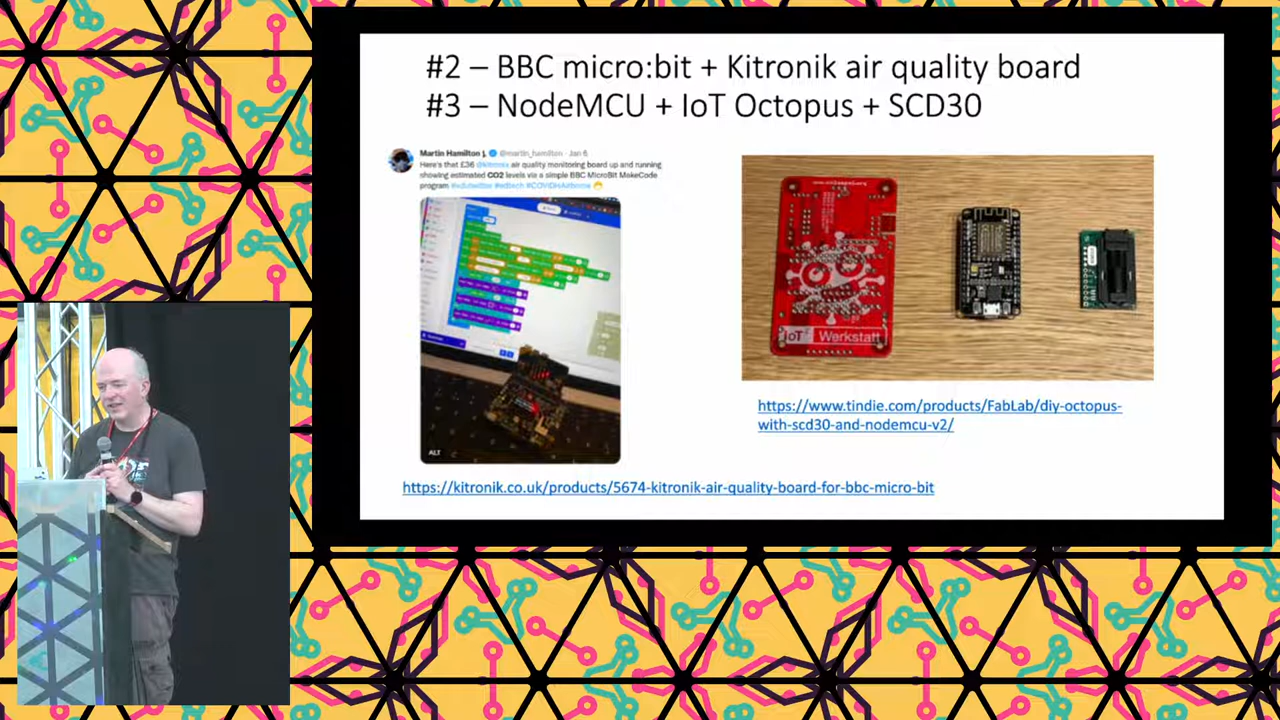 #2 – BBC micro:bit + Kitronik air quality board
#3 – NodeMCU + IoT Octopus + SCD30
Martin Hamilton @martin_hamilton · Jan 6
Here's that £36 @kitronix air quality monitoring board up and running,
showing estimated CO2 levels via a simple BBC MicroBit MakeCode
program #edutwitter #edtech #COVIDisAirborne
ALT
IoT Werkstatt
https://www.tindie.com/products/FabLab/diy-octopus-
with-scd30-and-nodemcu-v2/
https://kitronik.co.uk/products/5674-kitronik-air-quality-board-for-bbc-micro-bit